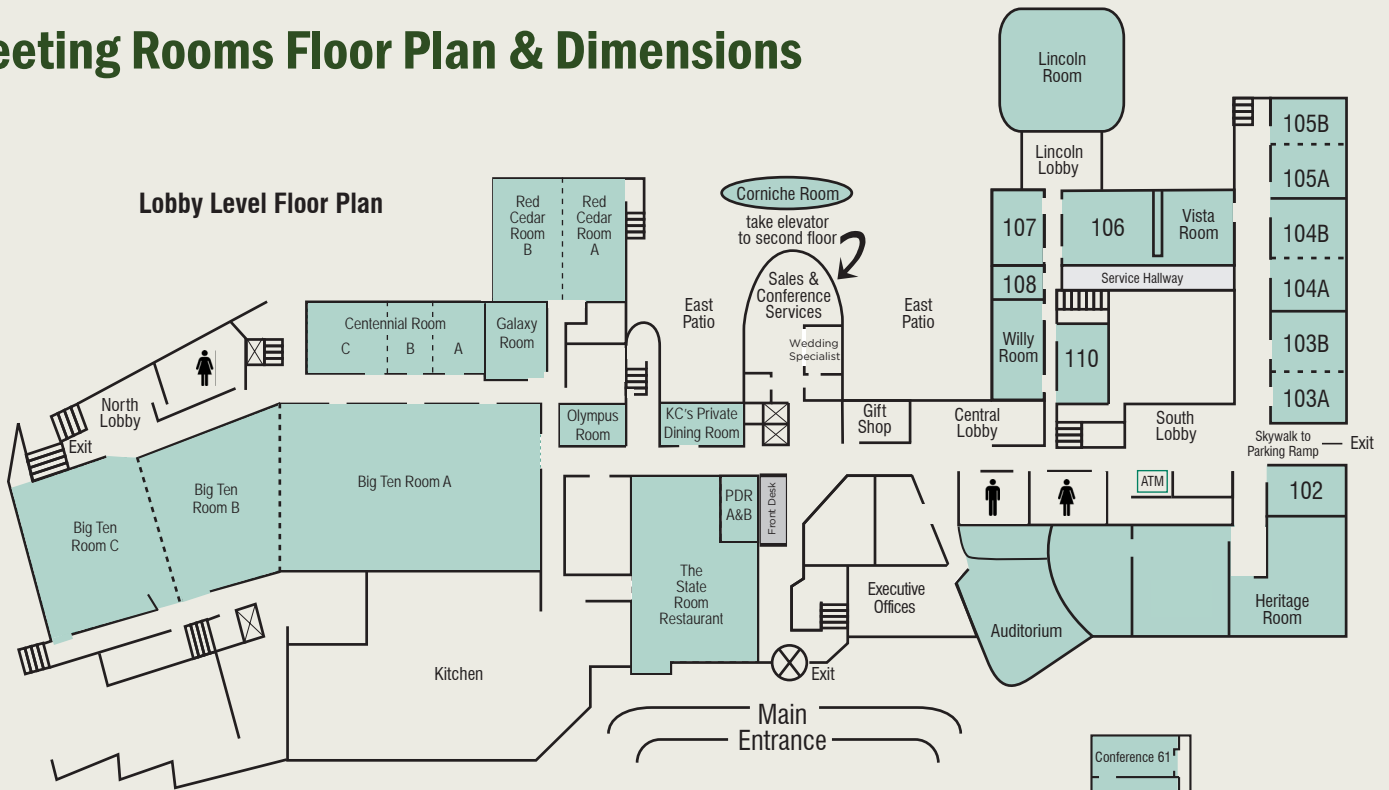 eeting Rooms Floor Plan & Dimensions
Lobby Level Floor Plan
Lincoln
Room
Lincoln
Lobby
105B
105A
104B
104A
103B
103A
107
108
Willy
Room
106
Vista
Room
Service Hallway
110
Corniche Room
take elevator
to second floor
Sales &
Conference
Services
Wedding
Specialist
East
Patio
East
Patio
Red
Cedar
Room
B
Red
Cedar
Room
A
Centennial Room
C
B
A
Galaxy
Room
North
Lobby
Exit
Olympus
Room
KC's Private
Dining Room
Gift
Shop
Central
Lobby
South
Lobby
Skywalk to
Parking Ramp
Exit
Big Ten
Room C
Big Ten
Room B
Big Ten Room A
PDR
A&B
Front Desk
ATM
102
The
State
Room
Restaurant
Executive
Offices
Auditorium
Heritage
Room
Kitchen
Exit
Main
Entrance
Conference 61